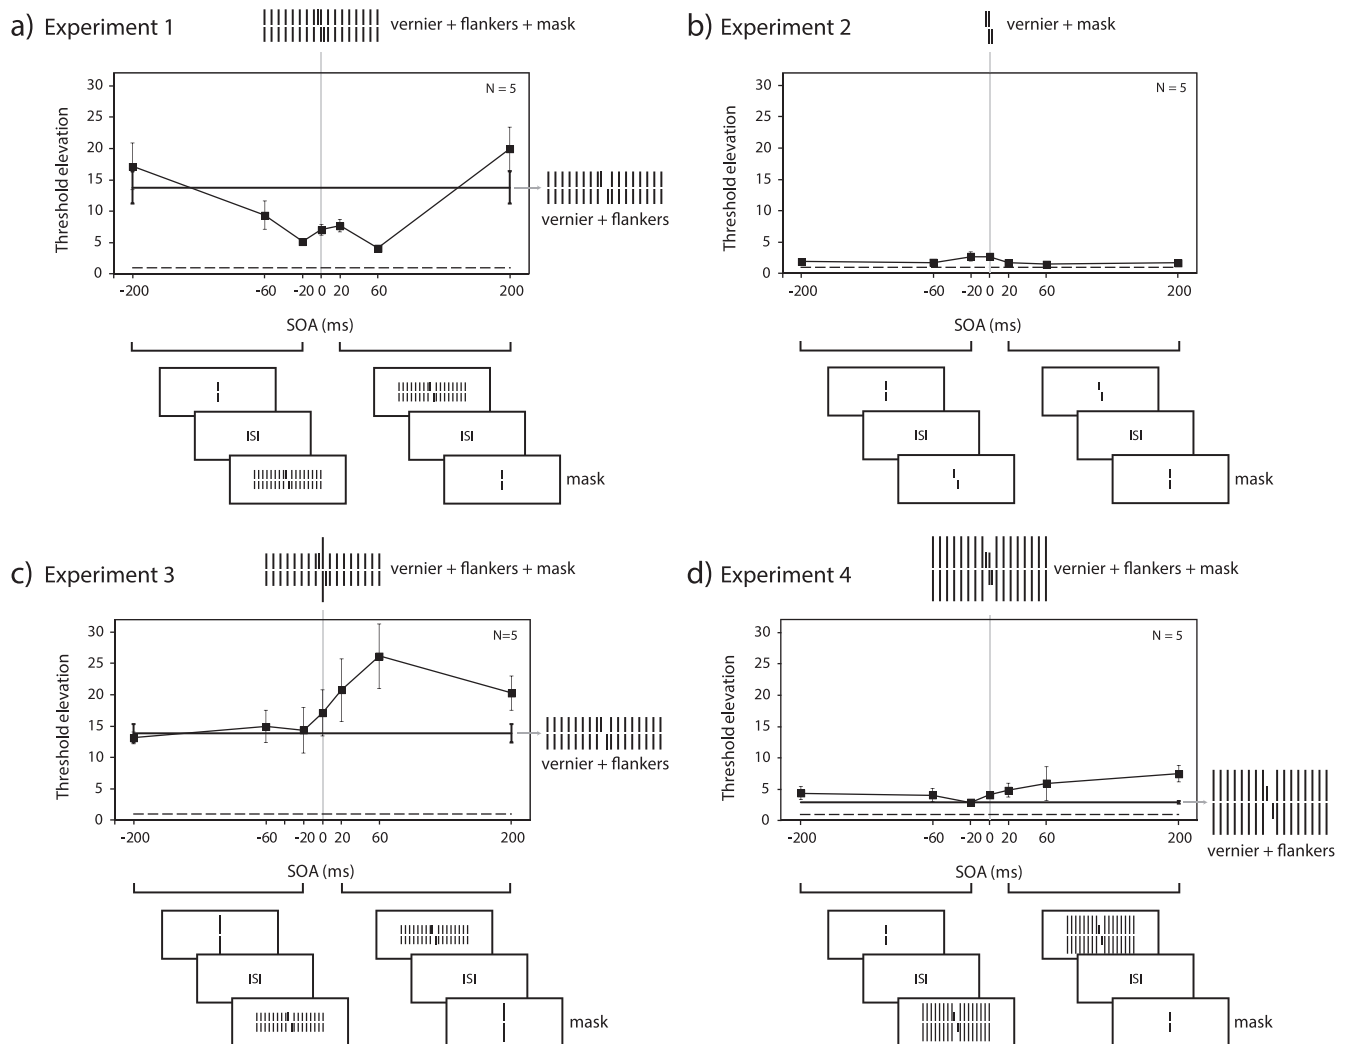 a) Experiment 1
vernier + flankers + mask
N = 5
Threshold elevation
30
25
20
15
10
5
0
-200
-60
-20
0
20
60
200
SOA (ms)
vernier + flankers
ISI
ISI
mask
b) Experiment 2
vernier + mask
N = 5
Threshold elevation
30
25
20
15
10
5
0
-200
-60
-20
0
20
60
200
SOA (ms)
ISI
ISI
mask
c) Experiment 3
vernier + flankers + mask
N=5
Threshold elevation
30
25
20
15
10
5
0
-200
-60
-20
0
20
60
200
SOA (ms)
vernier + flankers
ISI
ISI
mask
d) Experiment 4
vernier + flankers + mask
N = 5
Threshold elevation
30
25
20
15
10
5
0
-200
-60
-20
0
20
60
200
SOA (ms)
vernier + flankers
ISI
ISI
mask